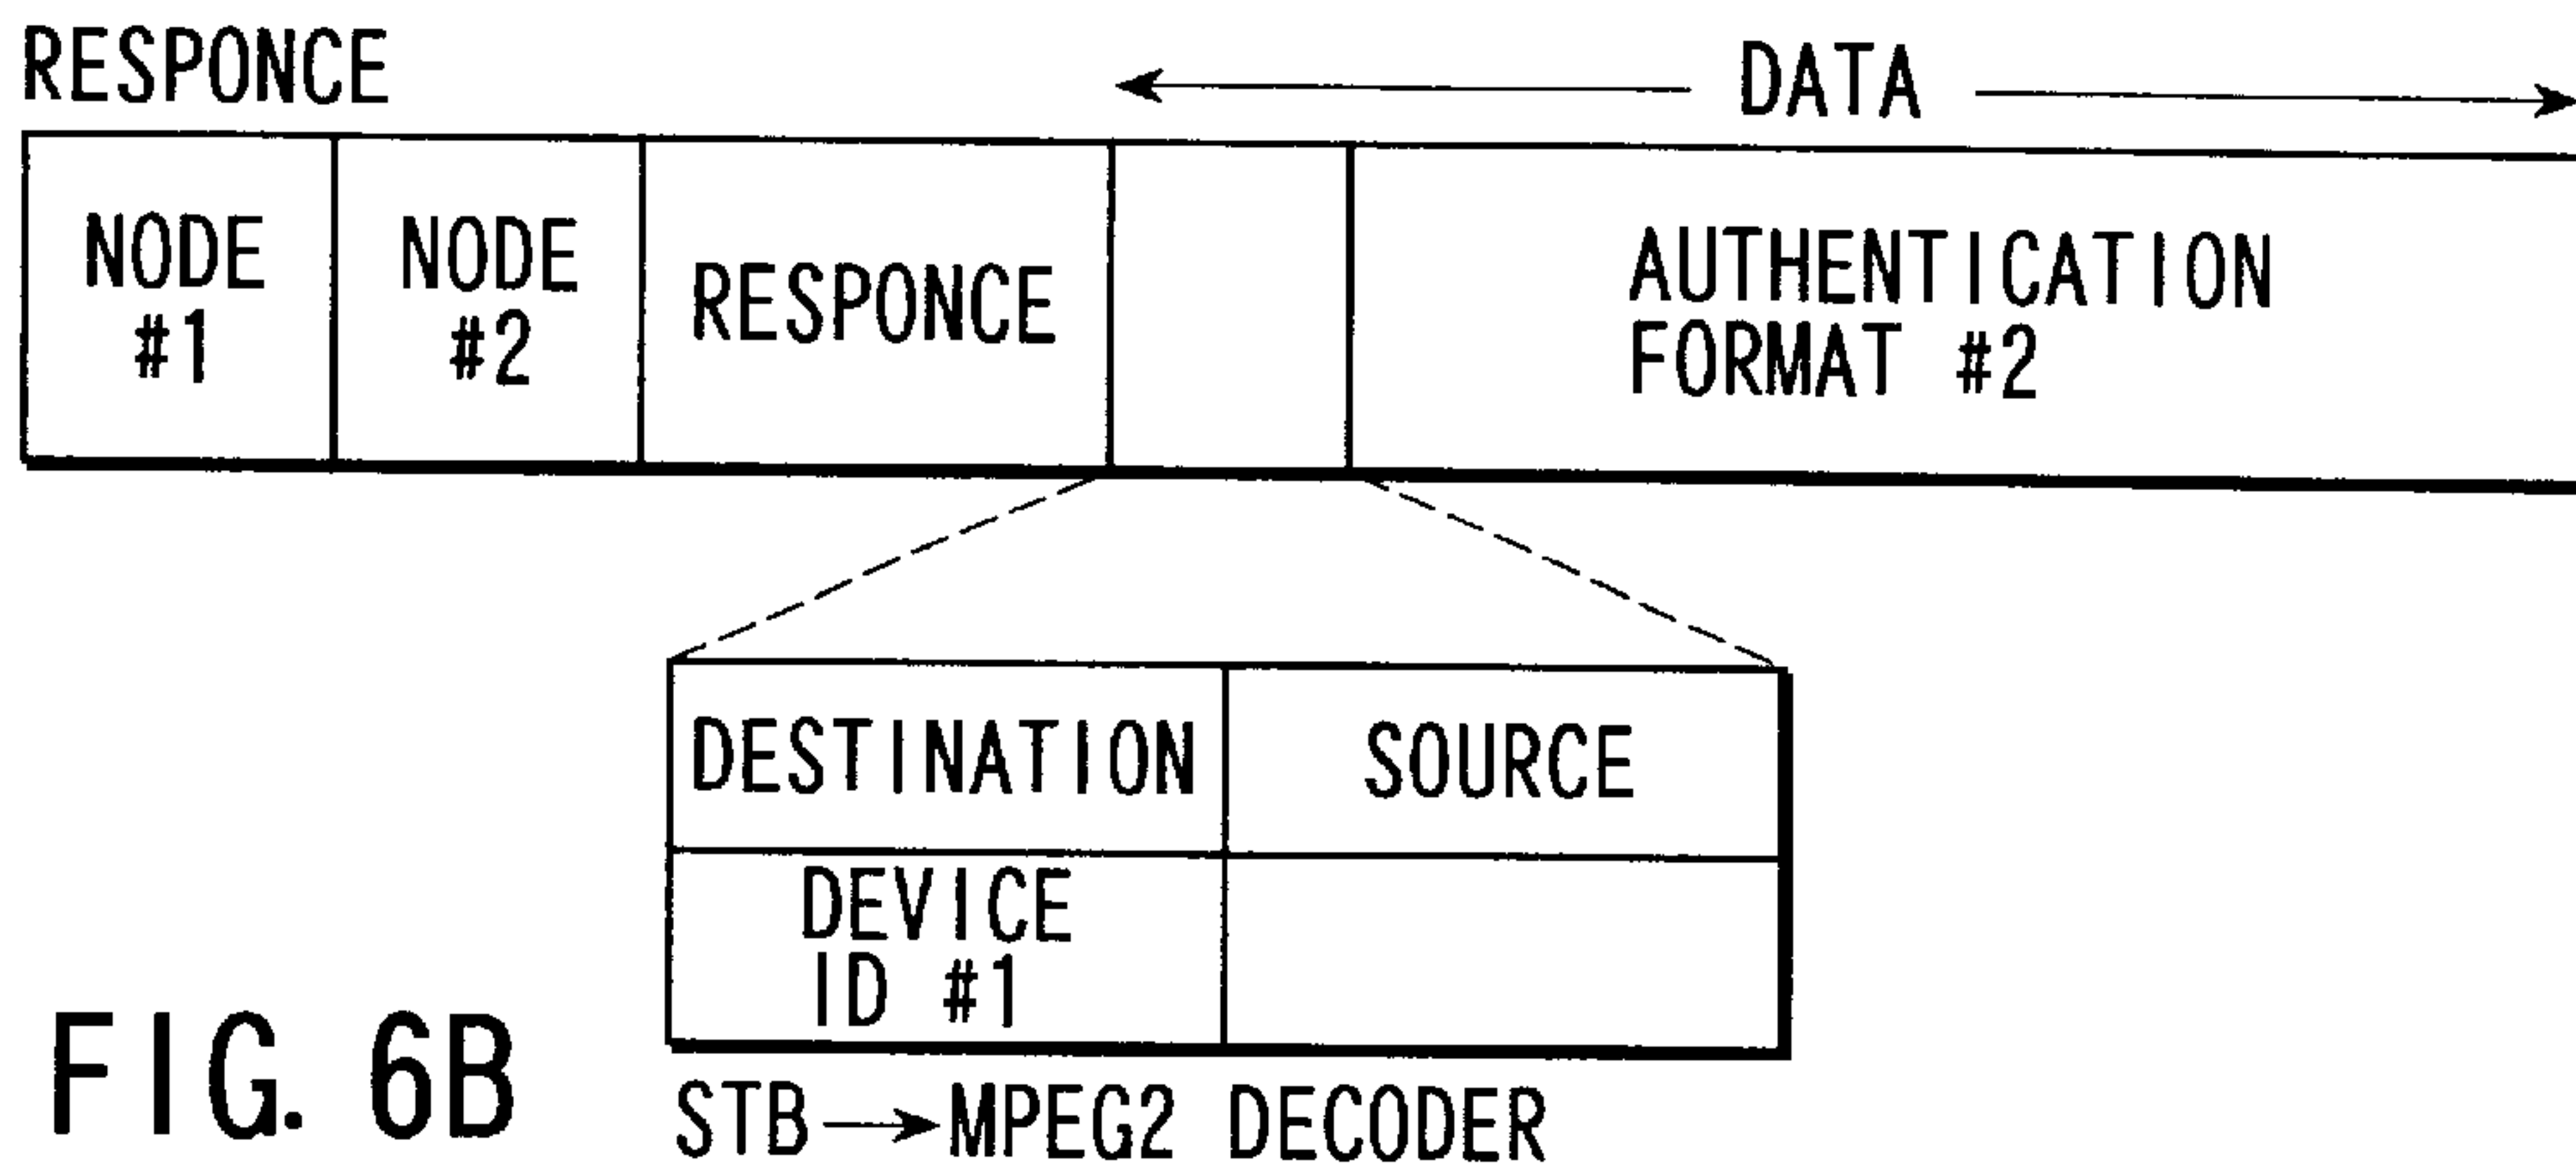 RESPONCE
DATA
NODE
#1
NODE
#2
RESPONCE
AUTHENTICATION
FORMAT #2
DESTINATION
SOURCE
DEVICE
ID #1
STB→MPEG2 DECODER
FIG. 6B